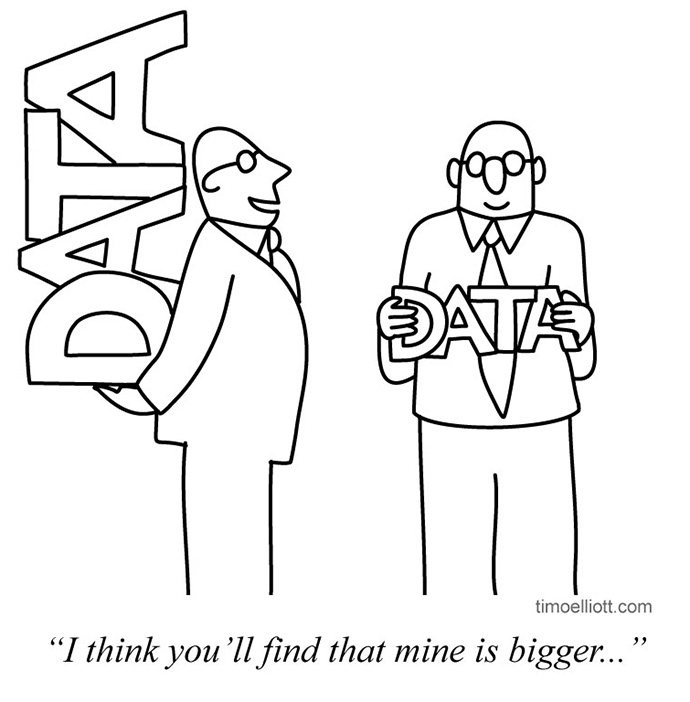 DATA
DATA
timoelliott.com
“I think you’ll find that mine is bigger...”